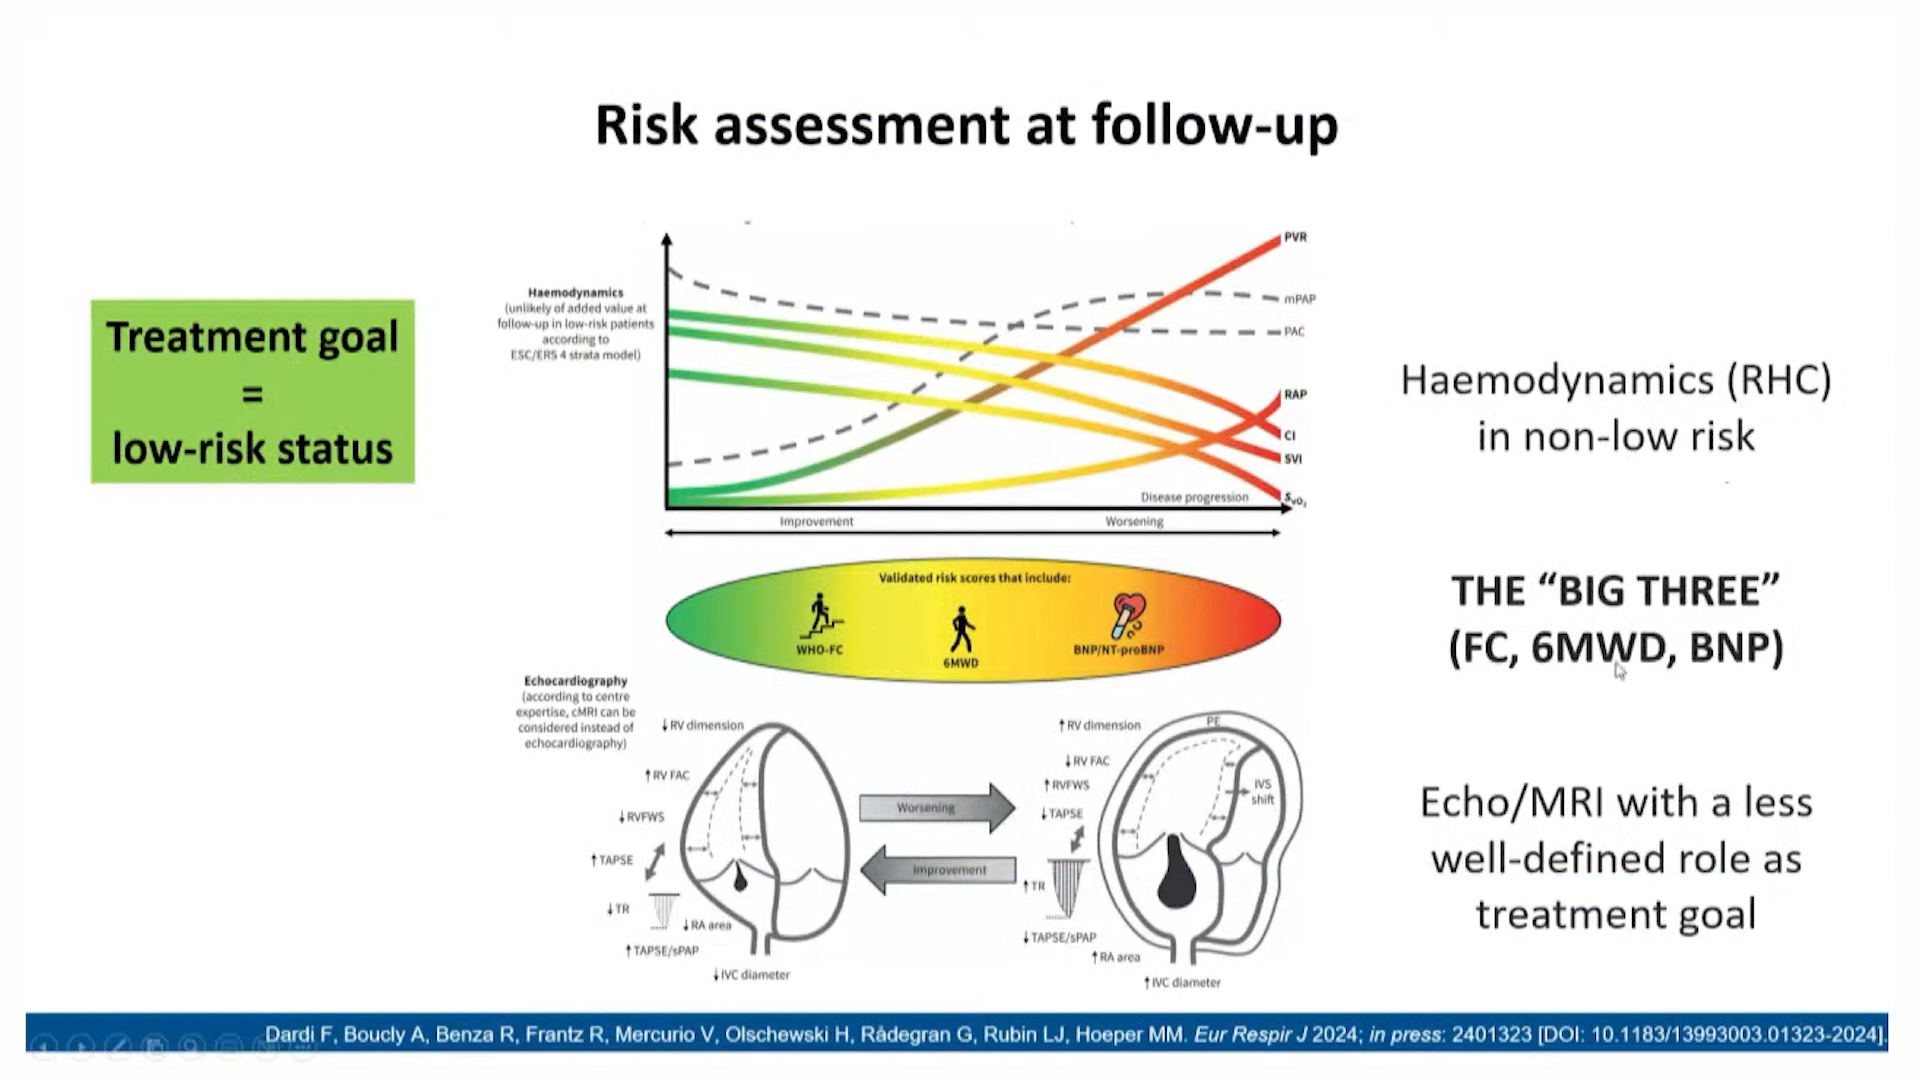 Risk assessment at follow-up
Treatment goal
=
low-risk status
Haemodynamics
(unlikely of added value at
follow-up in low-risk patients
according to
ESC/ERS 4 strata model)
PVR
mPAP
PAC
RAP
CI
SVI
SvO₂
Disease progression
Improvement
Worsening
Haemodynamics (RHC)
in non-low risk
Validated risk scores that include:
WHO-FC
6MWD
BNP/NT-proBNP
THE “BIG THREE”
(FC, 6MWD, BNP)
Echocardiography
(according to centre
expertise, cMRI can be
considered instead of
echocardiography)
↓RV dimension
↑RV FAC
↓RVFWS
↑TAPSE
↓TR
↓RA area
↑TAPSE/sPAP
↓IVC diameter
Worsening
Improvement
↑RV dimension
PE
↓RV FAC
↑RVFWS
IVS
shift
↓TAPSE
↑TR
↓TAPSE/sPAP
↑RA area
↑IVC diameter
Echo/MRI with a less
well-defined role as
treatment goal
Dardi F, Boucly A, Benza R, Frantz R, Mercurio V, Olschewski H, Rådegran G, Rubin LJ, Hoeper MM. Eur Respir J 2024; in press: 2401323 [DOI: 10.1183/13993003.01323-2024].